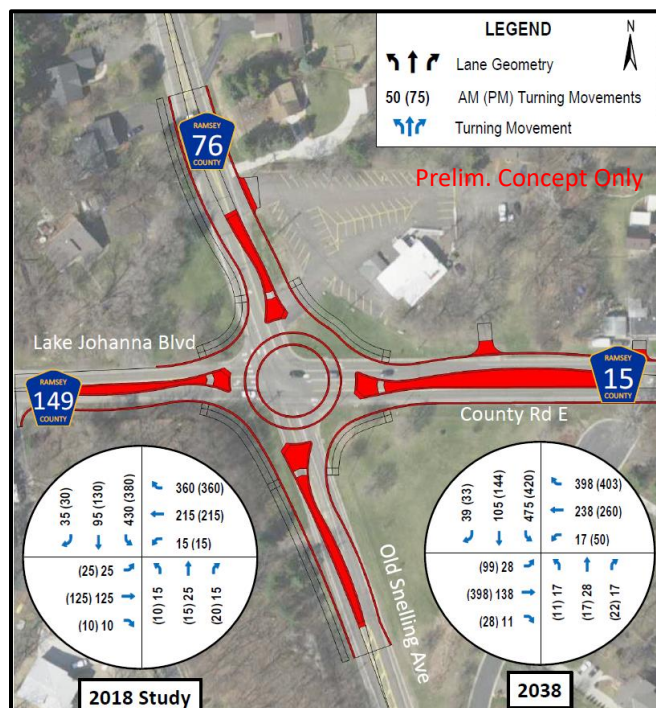 LEGEND
N
Lane Geometry
50 (75) AM (PM) Turning Movements
Turning Movement
Prelim. Concept Only
RAMSEY
76
COUNTY
Lake Johanna Blvd
RAMSEY
149
COUNTY
RAMSEY
15
COUNTY
County Rd E
Old Snelling Ave
35 (30)
95 (130)
430 (380)
360 (360)
215 (215)
15 (15)
(25) 25
(125) 125
(10) 10
(10) 15
(15) 25
(20) 15
2018 Study
39 (33)
105 (144)
475 (420)
398 (403)
238 (260)
17 (50)
(99) 28
(398) 138
(28) 11
(11) 17
(17) 28
(22) 17
2038